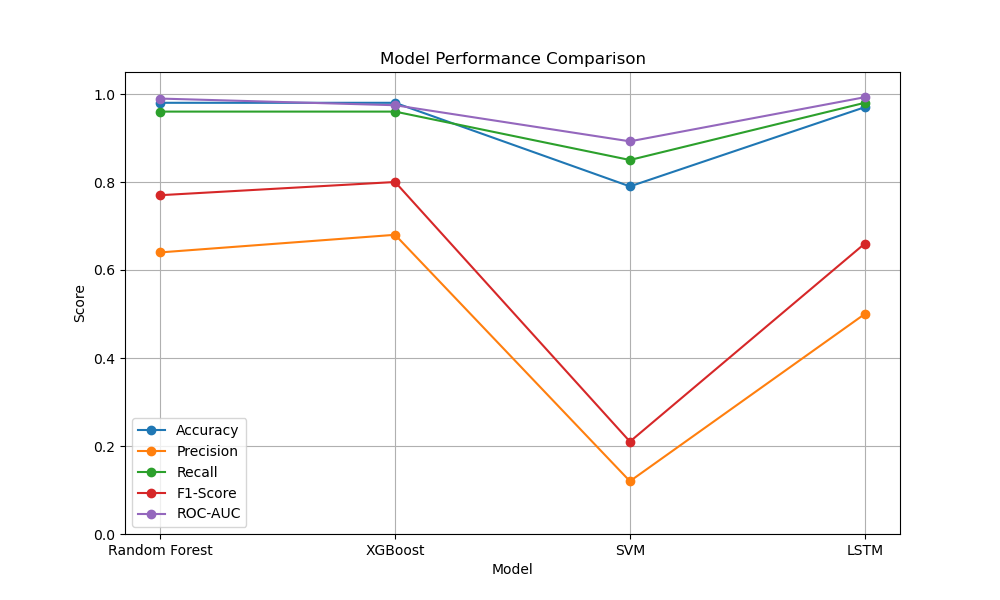 Model Performance Comparison
1.0
0.8
0.6
0.4
0.2
0.0
Score
Accuracy
Precision
Recall
F1-Score
ROC-AUC
Random Forest
XGBoost
SVM
LSTM
Model